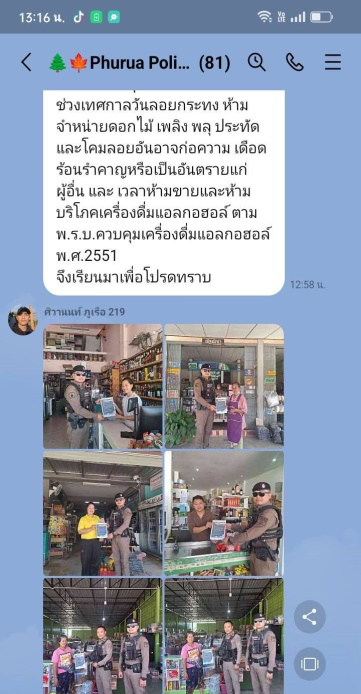 13:16 น.
Phurua Poli... (81)
ช่วงเทศกาลวันลอยกระทง ห้าม
จำหน่ายดอกไม้ เพลิง พลุ ประทัด
และโคมลอยอันอาจก่อความ เดือด
ร้อนรำคาญหรือเป็นอันตรายแก่
ผู้อื่น และ เวลาห้ามขายและห้าม
บริโภคเครื่องดื่มแอลกอฮอล์ ตาม
พ.ร.บ.ควบคุมเครื่องดื่มแอลกอฮอล์
พ.ศ.2551
จึงเรียนมาเพื่อโปรดทราบ
12:58 น.
ศิวานนท์ ภูเรือ 219